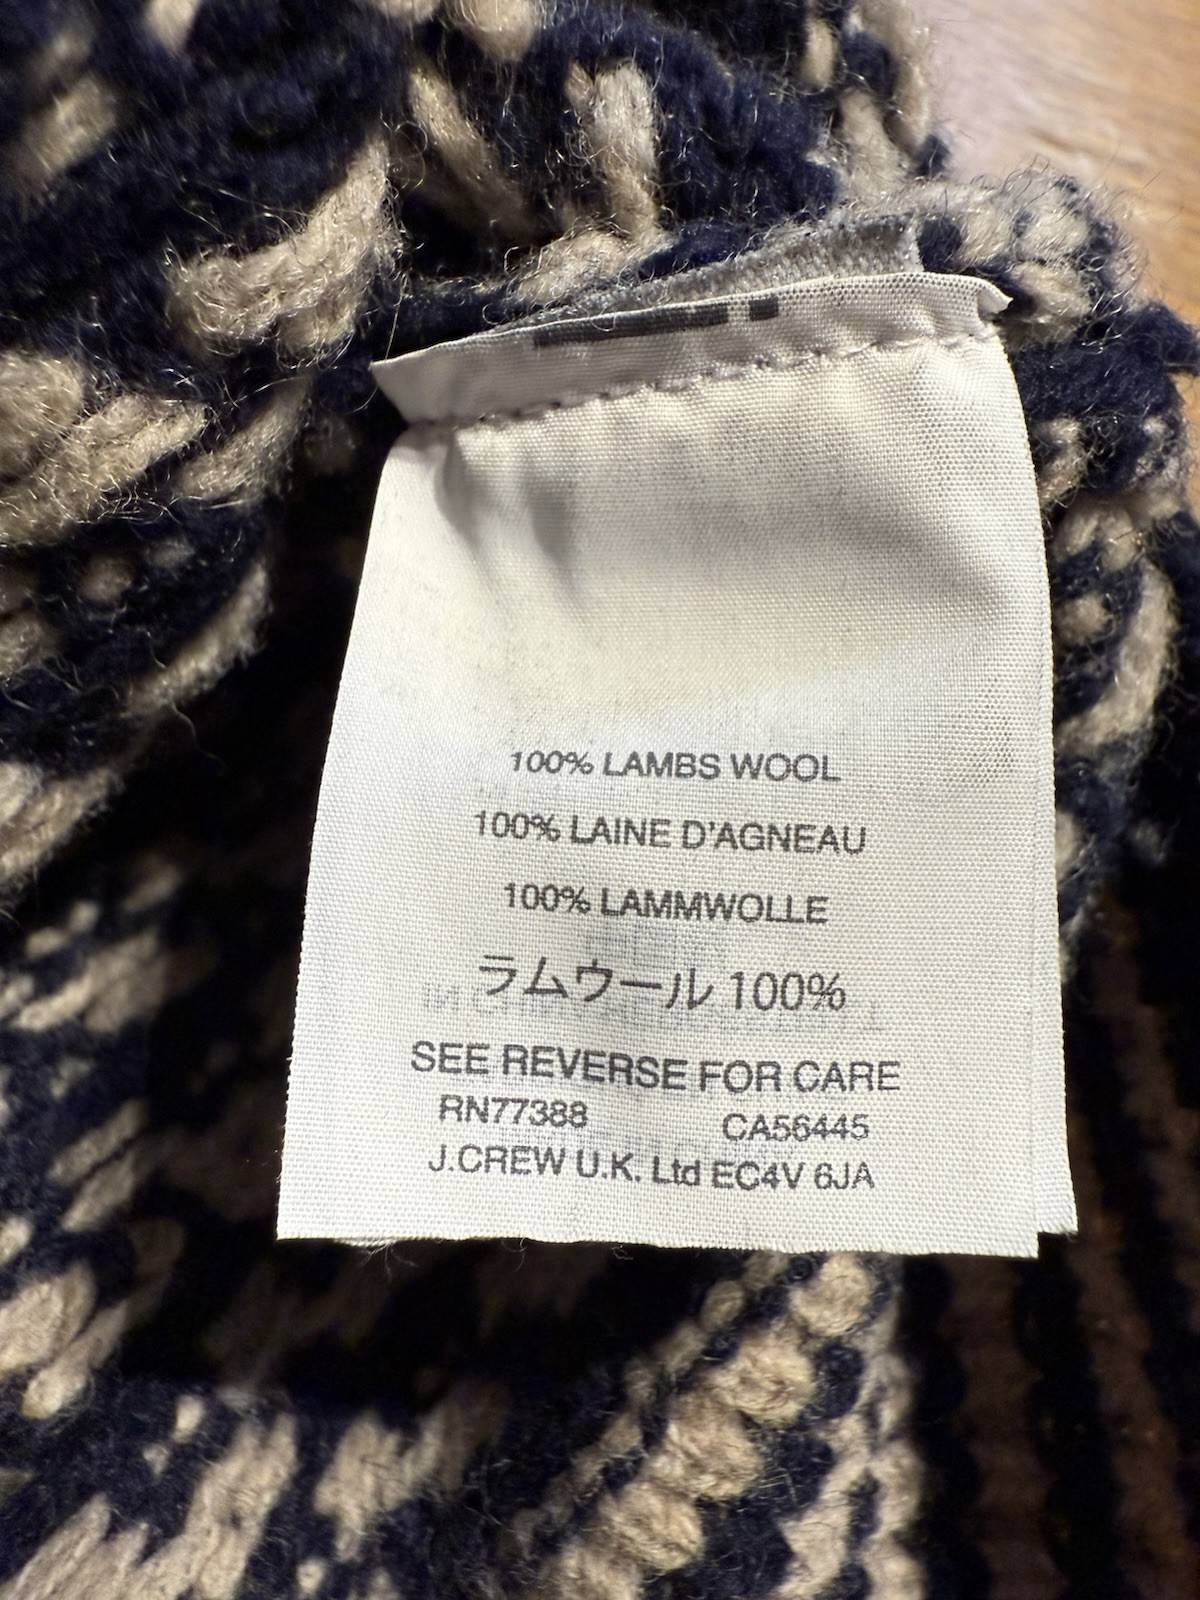 100% LAMBS WOOL
100% LAINE D'AGNEAU
100% LAMMWOLLE
ラムウール 100%
SEE REVERSE FOR CARE
RN77388 CA56445
J.CREW U.K. Ltd EC4V 6JA